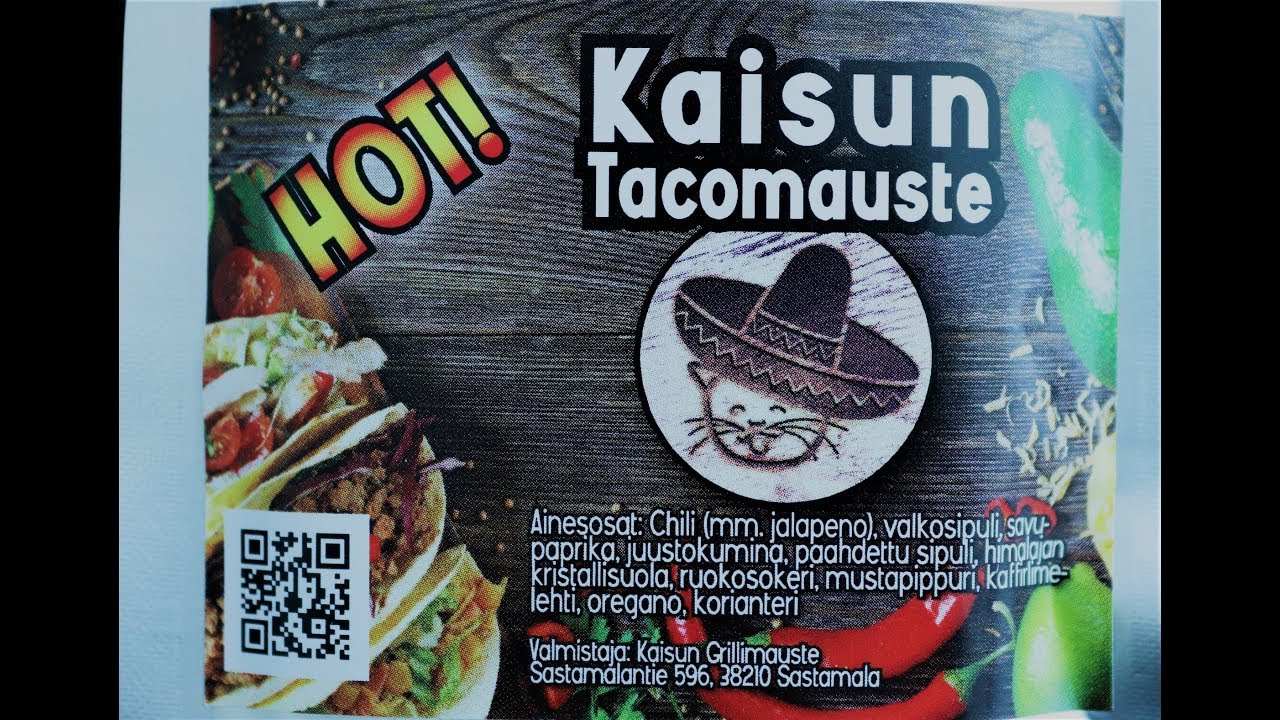 HOT!
Kaisun
Tacomauste
Ainesosat: Chili (mm. jalapeno), valkosipuli, savu-
paprika, juustokumina, paahdettu sipuli, himalajan
kristallisuola, ruokosokeri, mustapippuri, kaffirlime-
lehti, oregano, korianteri
Valmistaja: Kaisun Grillimauste
Sastamalantie 596, 38210 Sastamala